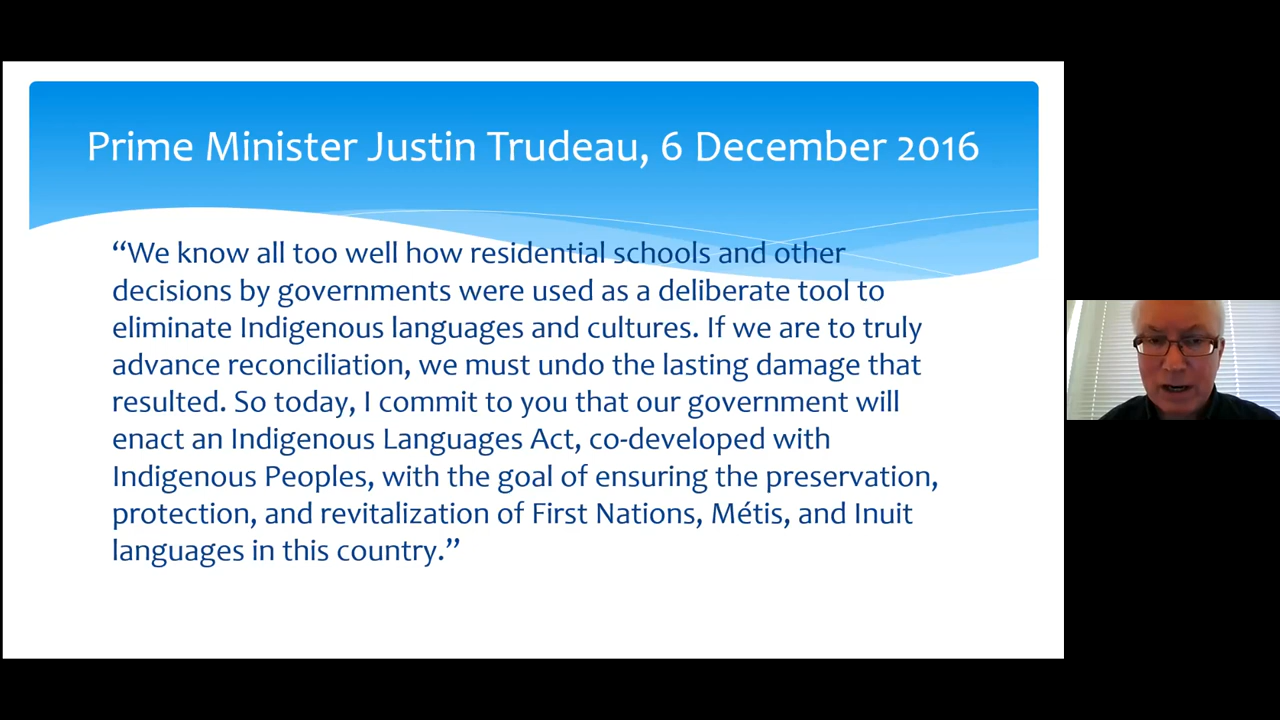 Prime Minister Justin Trudeau, 6 December 2016
“We know all too well how residential schools and other
decisions by governments were used as a deliberate tool to
eliminate Indigenous languages and cultures. If we are to truly
advance reconciliation, we must undo the lasting damage that
resulted. So today, I commit to you that our government will
enact an Indigenous Languages Act, co-developed with
Indigenous Peoples, with the goal of ensuring the preservation,
protection, and revitalization of First Nations, Métis, and Inuit
languages in this country.”